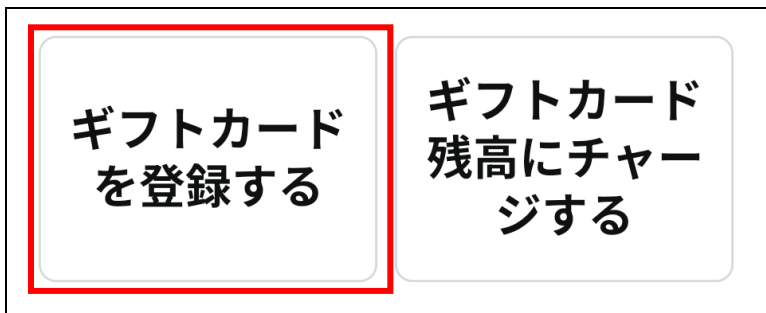 ギフトカード
を登録する
ギフトカード
残高にチャー
ジする